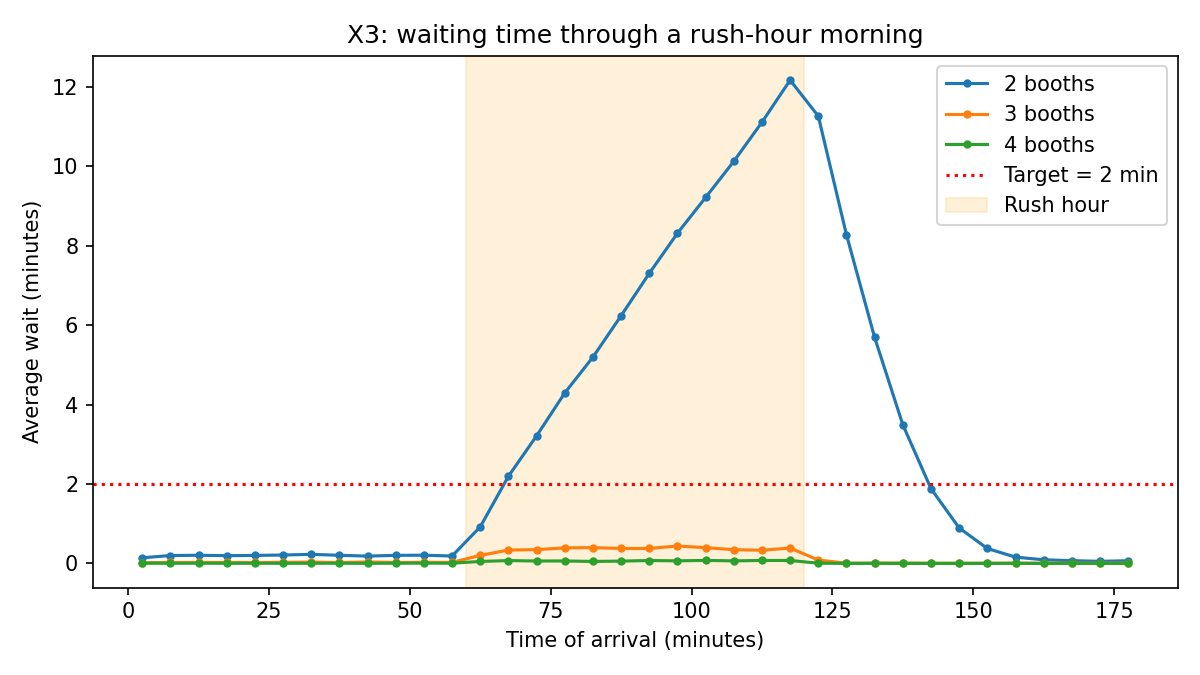 X3: waiting time through a rush-hour morning
12
10
8
6
4
2
0
Average wait (minutes)
2 booths
3 booths
4 booths
Target = 2 min
Rush hour
0 25 50 75 100 125 150 175
Time of arrival (minutes)